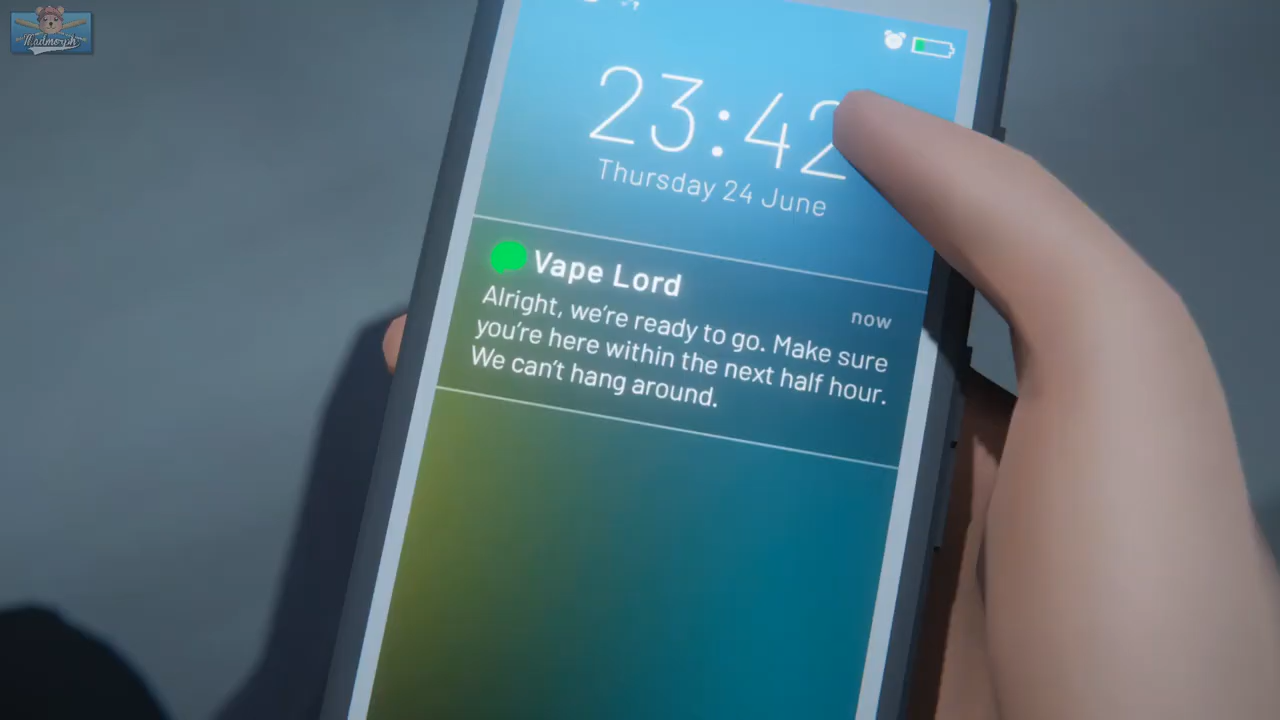 Madmorph
23:42
Thursday 24 June
Vape Lord
now
Alright, we're ready to go. Make sure
you're here within the next half hour.
We can't hang around.